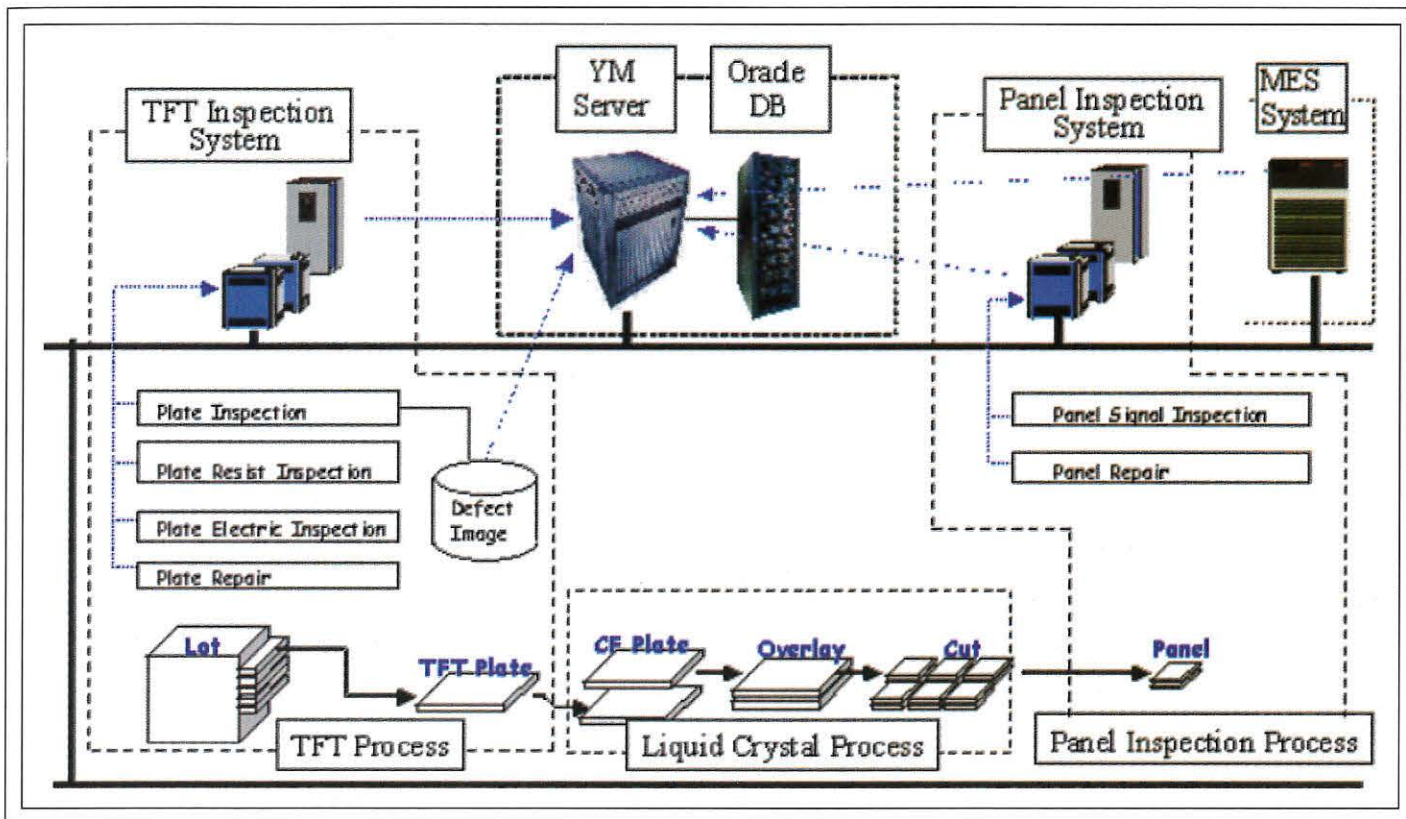 YM
Server
Oracle
DB
MES
System
TFT Inspection
System
Panel Inspection
System
Plate Inspection
Plate Resist Inspection
Plate Electric Inspection
Plate Repair
Defect
Image
Panel Signal Inspection
Panel Repair
Lot
TFT Plate
CF Plate
Overlay
Cut
Panel
TFT Process
Liquid Crystal Process
Panel Inspection Process